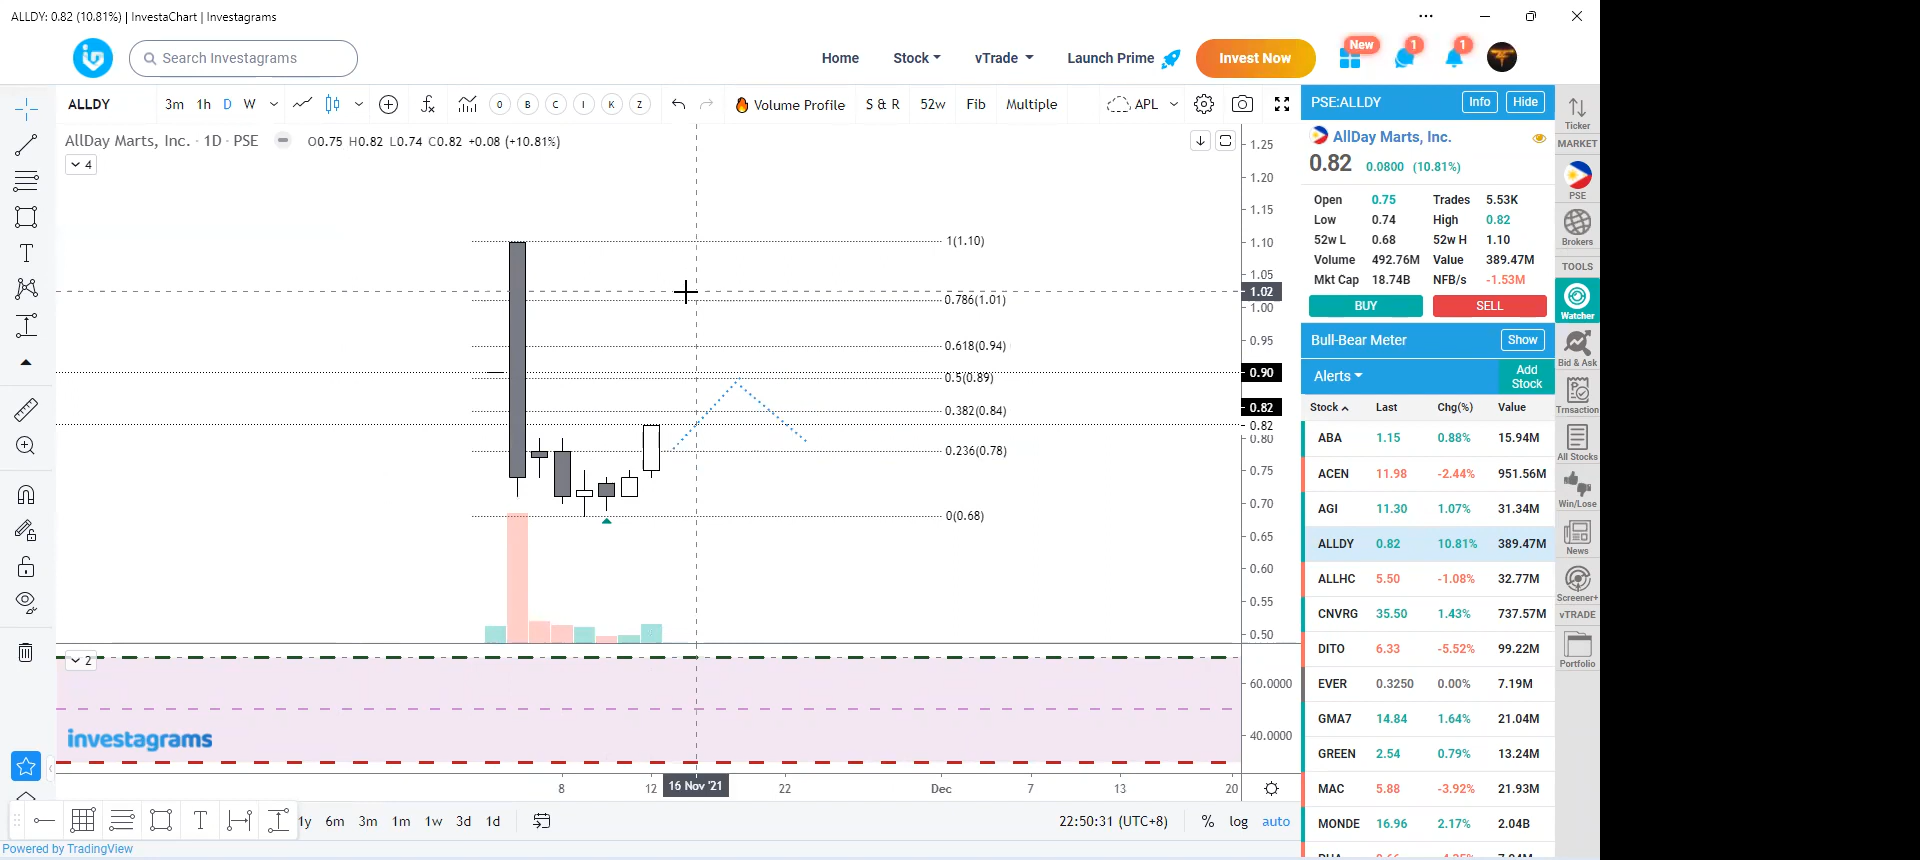 ALLDY: 0.82 (10.81%) | InvestaChart | Investagrams
Search Investagrams
Home Stock vTrade Launch Prime Invest Now New 1 1
ALLDY 3m 1h D W O B C I K Z Volume Profile S & R 52w Fib Multiple APL
AllDay Marts, Inc. · 1D · PSE O0.75 H0.82 L0.74 C0.82 +0.08 (+10.81%)
4
1.25
1.20
1.15
1(1.10) 1.10
1.05
1.02
0.786(1.01) 1.00
0.618(0.94) 0.95
0.90
0.5(0.89)
0.382(0.84) 0.82
0.82
0.80
0.236(0.78)
0.75
0.70
0(0.68)
0.65
0.60
0.55
0.50
2
60.0000
40.0000
investagrams
8 12 16 Nov '21 22 Dec 7 13 20
1y 6m 3m 1m 1w 3d 1d 22:50:31 (UTC+8) % log auto
Powered by TradingView
PSE:ALLDY Info Hide
AllDay Marts, Inc.
0.82 0.0800 (10.81%)
Open 0.75 Trades 5.53K
Low 0.74 High 0.82
52w L 0.68 52w H 1.10
Volume 492.76M Value 389.47M
Mkt Cap 18.74B NFB/s -1.53M
BUY SELL
Bull-Bear Meter Show
Alerts Add Stock
Stock Last Chg(%) Value
ABA 1.15 0.88% 15.94M
ACEN 11.98 -2.44% 951.56M
AGI 11.30 1.07% 31.34M
ALLDY 0.82 10.81% 389.47M
ALLHC 5.50 -1.08% 32.77M
CNVRG 35.50 1.43% 737.57M
DITO 6.33 -5.52% 99.22M
EVER 0.3250 0.00% 7.19M
GMA7 14.84 1.64% 21.04M
GREEN 2.54 0.79% 13.24M
MAC 5.88 -3.92% 21.93M
MONDE 16.96 2.17% 2.04B
Ticker
MARKET
PSE
Brokers
TOOLS
Watcher
Bid & Ask
Trnsaction
All Stocks
Win/Lose
News
Screener+
vTRADE
Portfolio